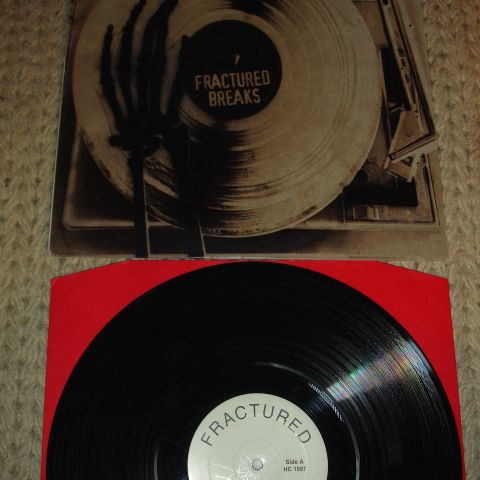 FRACTURED
BREAKS
FRACTURED
Side A
HC 1997